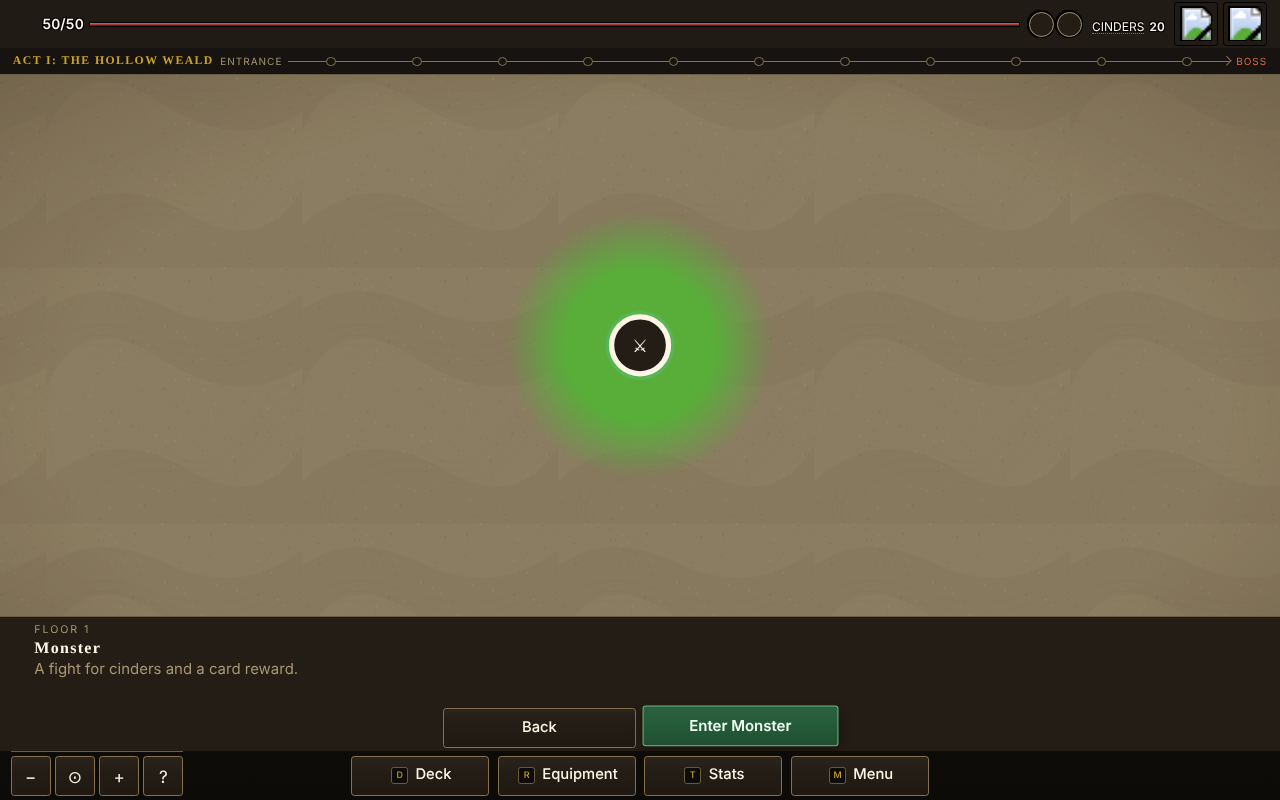 50/50
CINDERS 20
ACT I: THE HOLLOW WEALD ENTRANCE BOSS
FLOOR 1
Monster
A fight for cinders and a card reward.
Back Enter Monster
− ⊙ + ? D Deck R Equipment T Stats M Menu